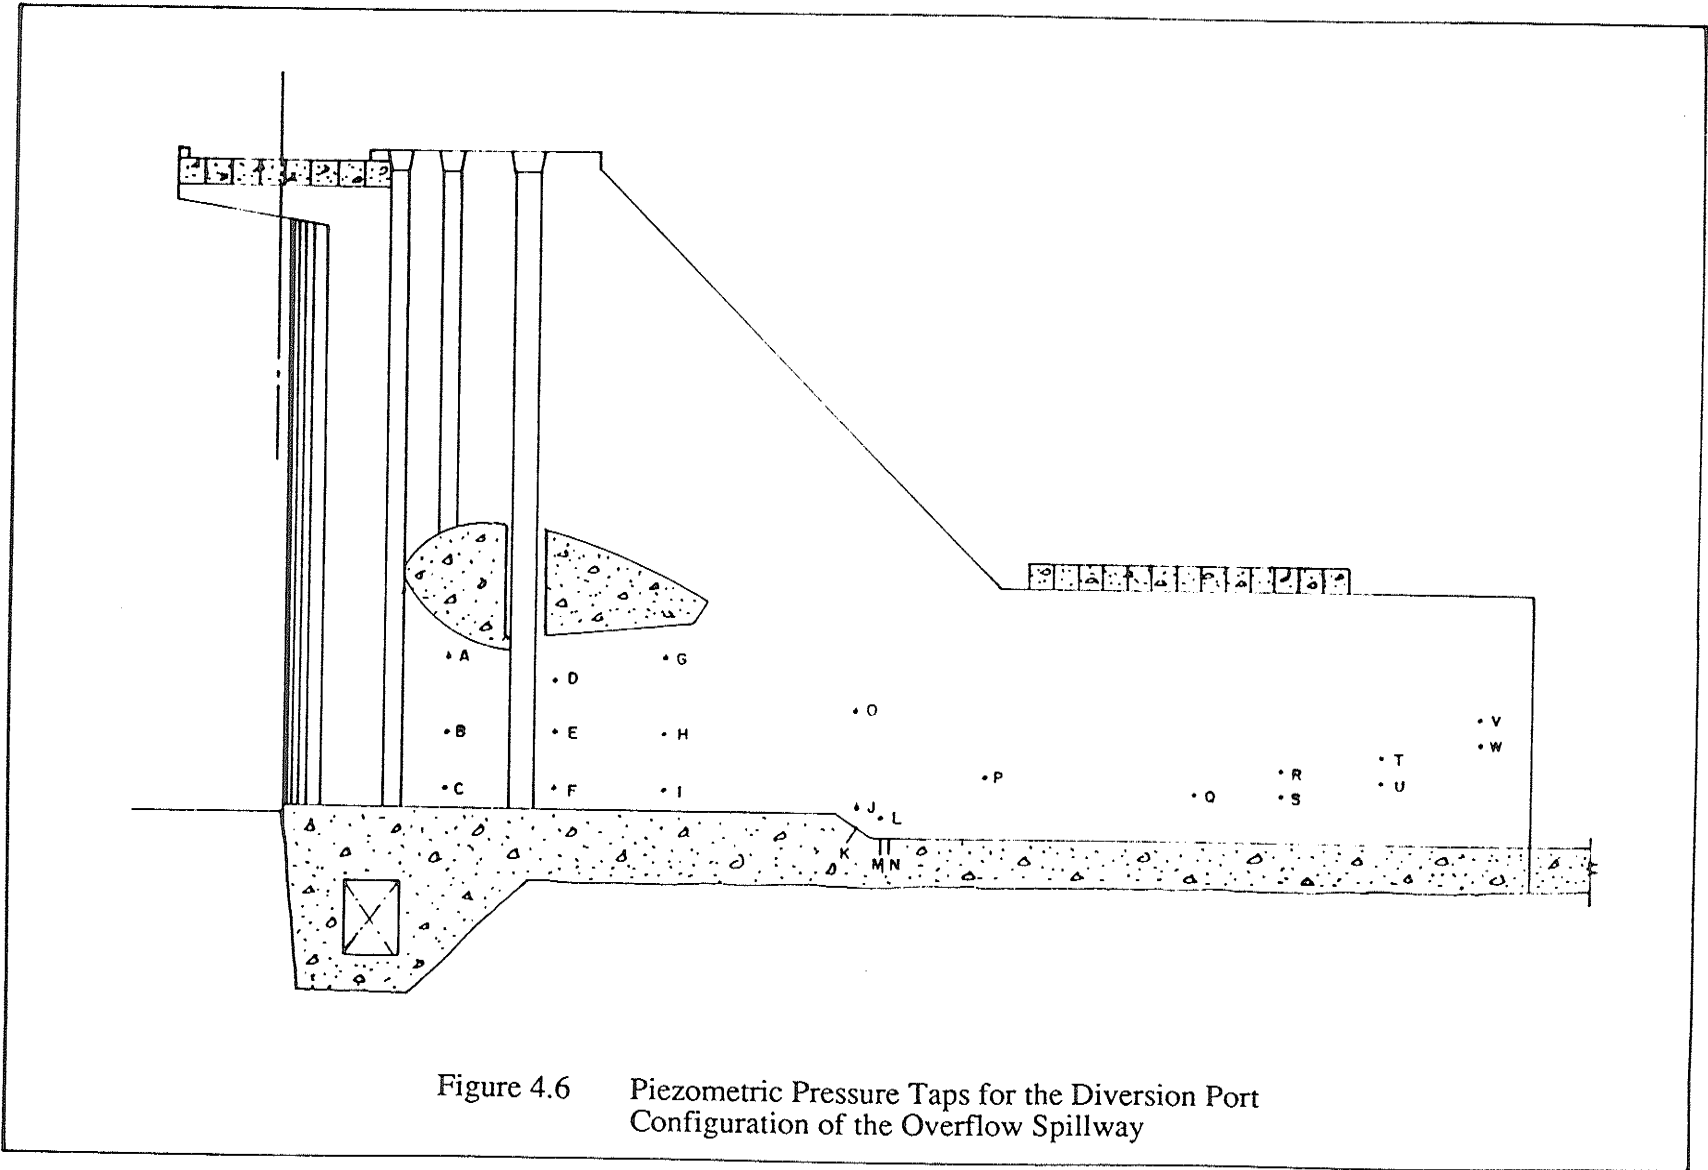 A
G
D
O
B
E
H
V
W
T
P
R
C
F
I
U
Q
S
J
L
K
M N
Figure 4.6 Piezometric Pressure Taps for the Diversion Port
Configuration of the Overflow Spillway